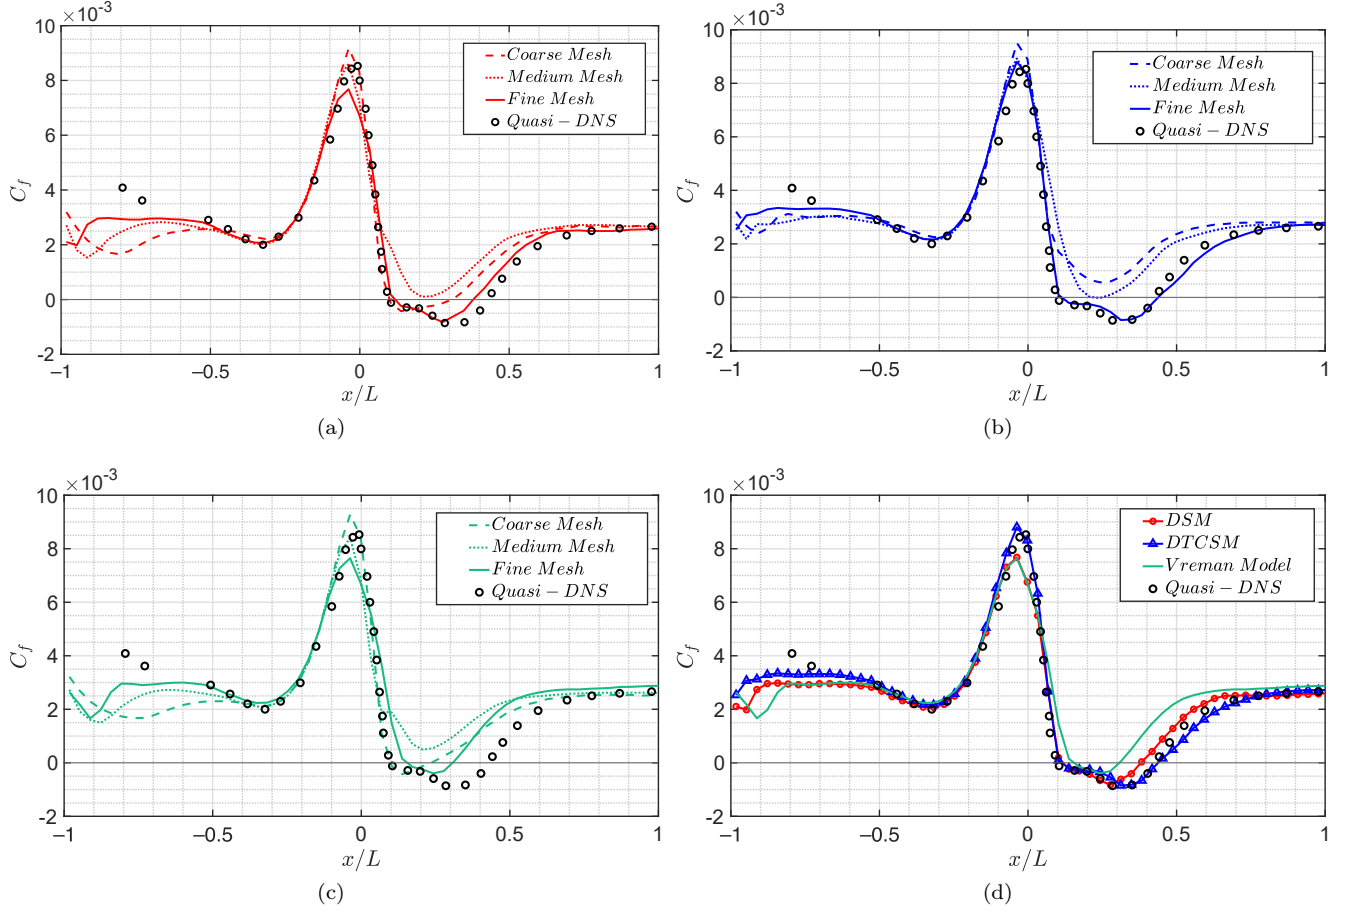 ×10⁻³
10
8
6
4
2
0
-2
C_f
−1
−0.5
0
0.5
1
x/L
Coarse Mesh
Medium Mesh
Fine Mesh
Quasi − DNS
(a)
×10⁻³
10
8
6
4
2
0
-2
C_f
−1
−0.5
0
0.5
1
x/L
Coarse Mesh
Medium Mesh
Fine Mesh
Quasi − DNS
(b)
×10⁻³
10
8
6
4
2
0
-2
C_f
−1
−0.5
0
0.5
1
x/L
Coarse Mesh
Medium Mesh
Fine Mesh
Quasi − DNS
(c)
×10⁻³
10
8
6
4
2
0
-2
C_f
−1
−0.5
0
0.5
1
x/L
DSM
DTCSM
Vreman Model
Quasi − DNS
(d)